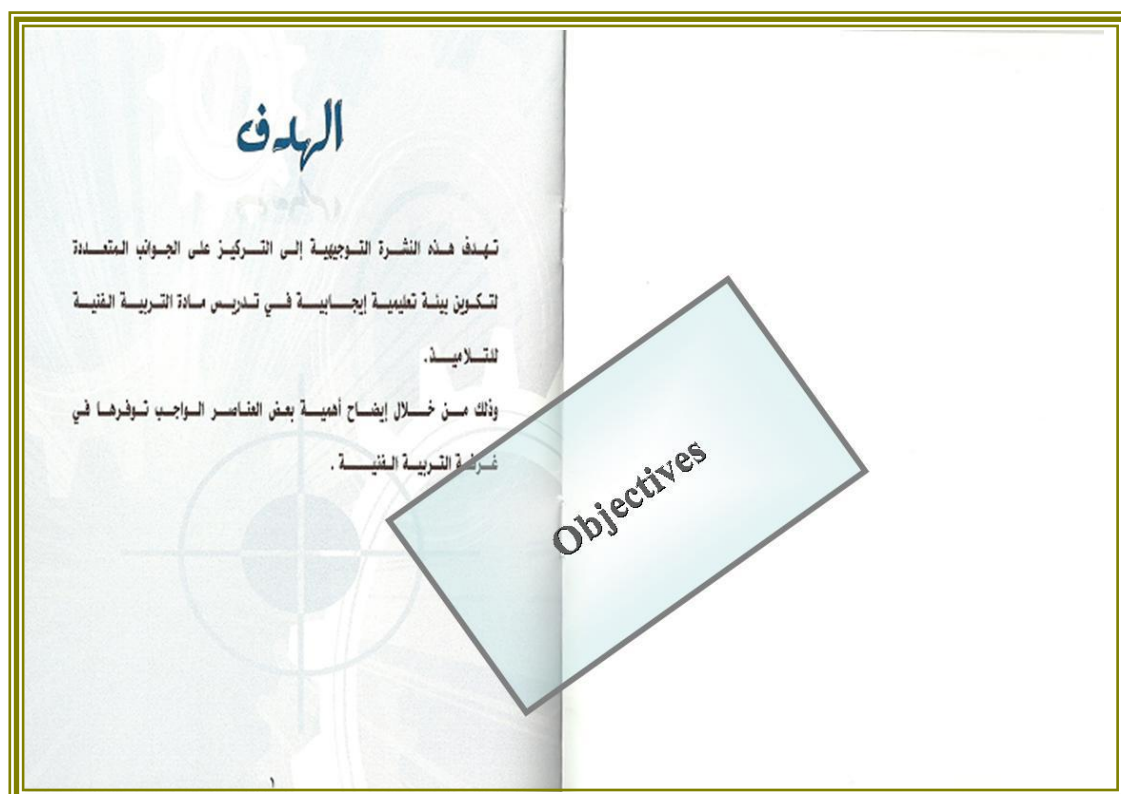 الهدف
تهدف هذه النشرة التوجيهية إلى التركيز على الجوانب المتعددة
لتكوين بيئة تعليمية إيجابية في تدريس مادة التربية الفنية
للتلاميذ.
وذلك من خلال إيضاح أهمية بعض العناصر الواجب توفرها في
غرفة التربية الفنية .
Objectives
١